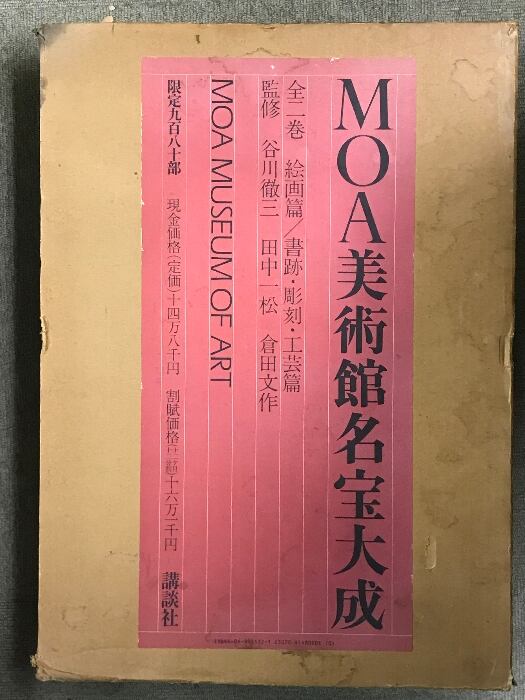 MOA美術館名宝大成
全二巻 絵画篇／書跡・彫刻・工芸篇
監修 谷川徹三 田中一松 倉田文作
MOA MUSEUM OF ART
限定九百八十部 現金価格(定価)十四万八千円 割賦価格 十六万一千円 講談社